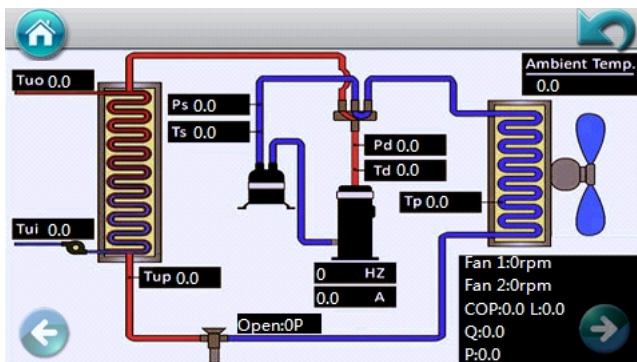 Ambient Temp.
0.0
Tuo 0.0
Ps 0.0
Ts 0.0
Pd 0.0
Td 0.0
Tp 0.0
Tui 0.0
Tup 0.0
0 HZ
0.0 A
Open:0P
Fan 1:0rpm
Fan 2:0rpm
COP:0.0 L:0.0
Q:0.0
P:0.0